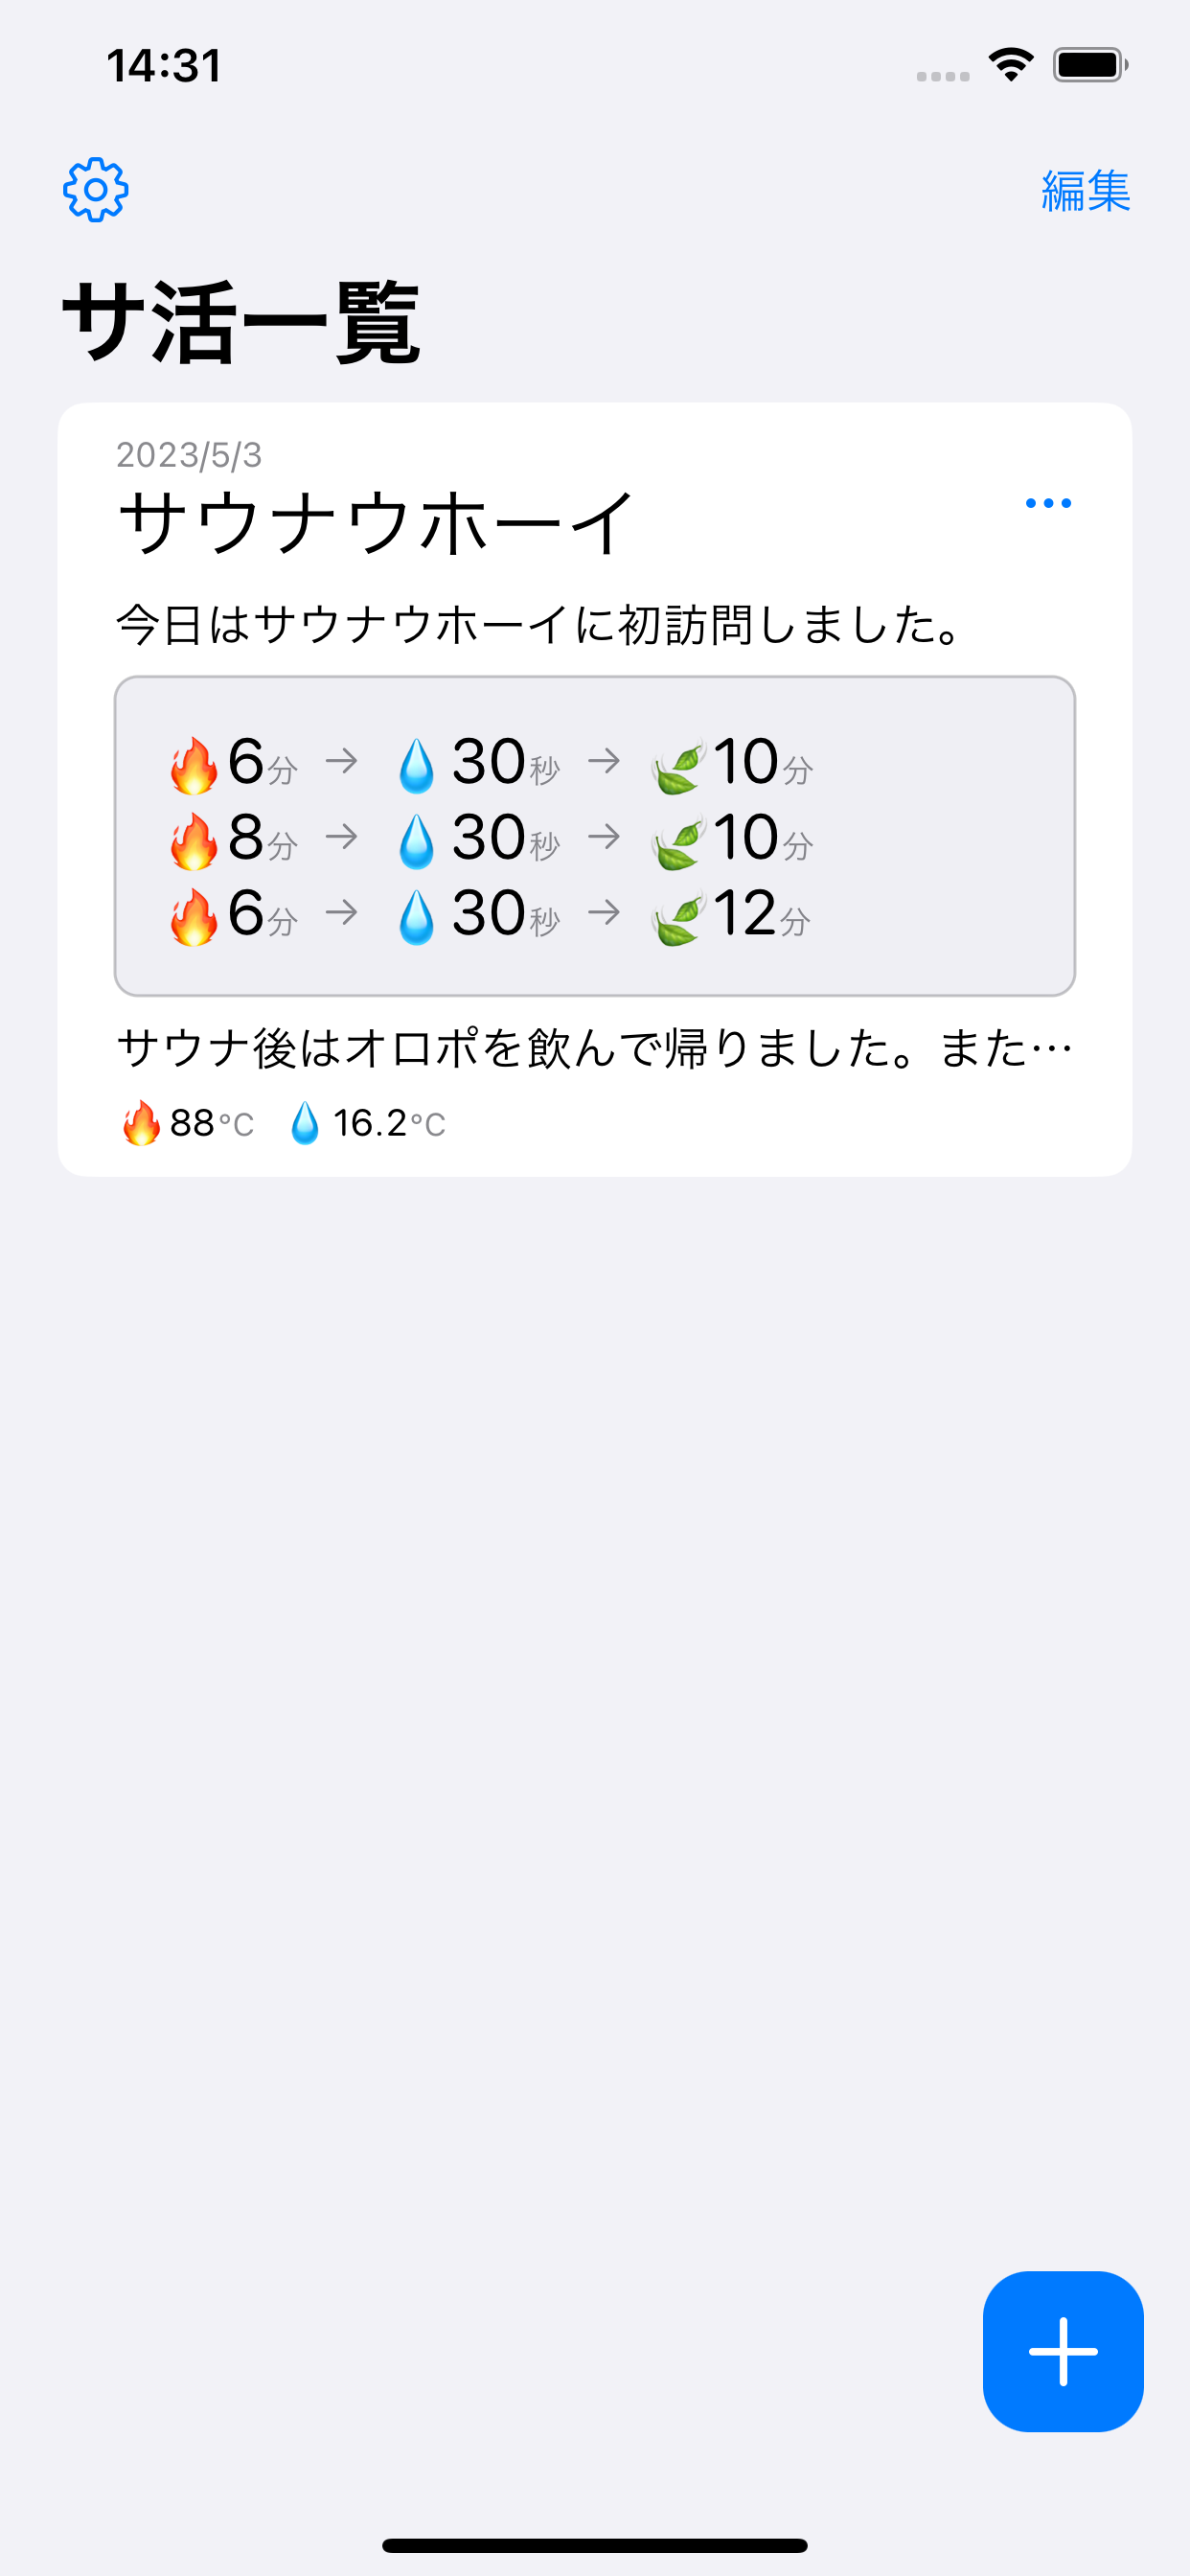 14:31
編集
サ活一覧
2023/5/3
サウナウホーイ
今日はサウナウホーイに初訪問しました。
🔥6分 → 💧30秒 → 🍃10分
🔥8分 → 💧30秒 → 🍃10分
🔥6分 → 💧30秒 → 🍃12分
サウナ後はオロポを飲んで帰りました。また…
🔥88℃ 💧16.2℃